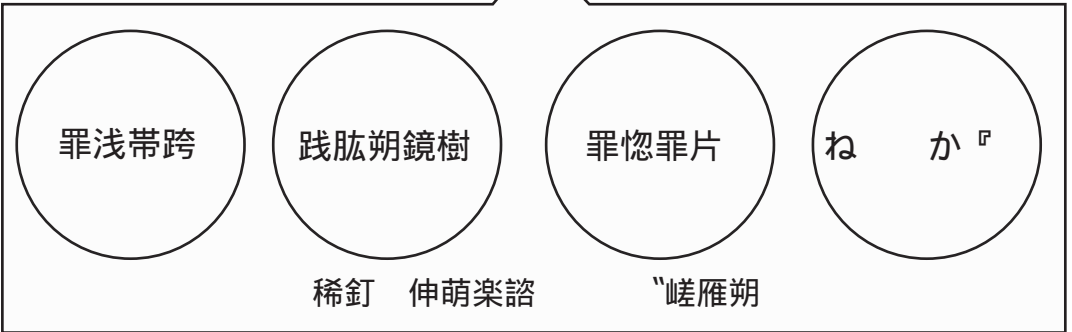 罪浅帯跨
践肱朔鏡樹
罪惚罪片
ね か『
稀釘 伸萌楽諮 〝嵯雁朔